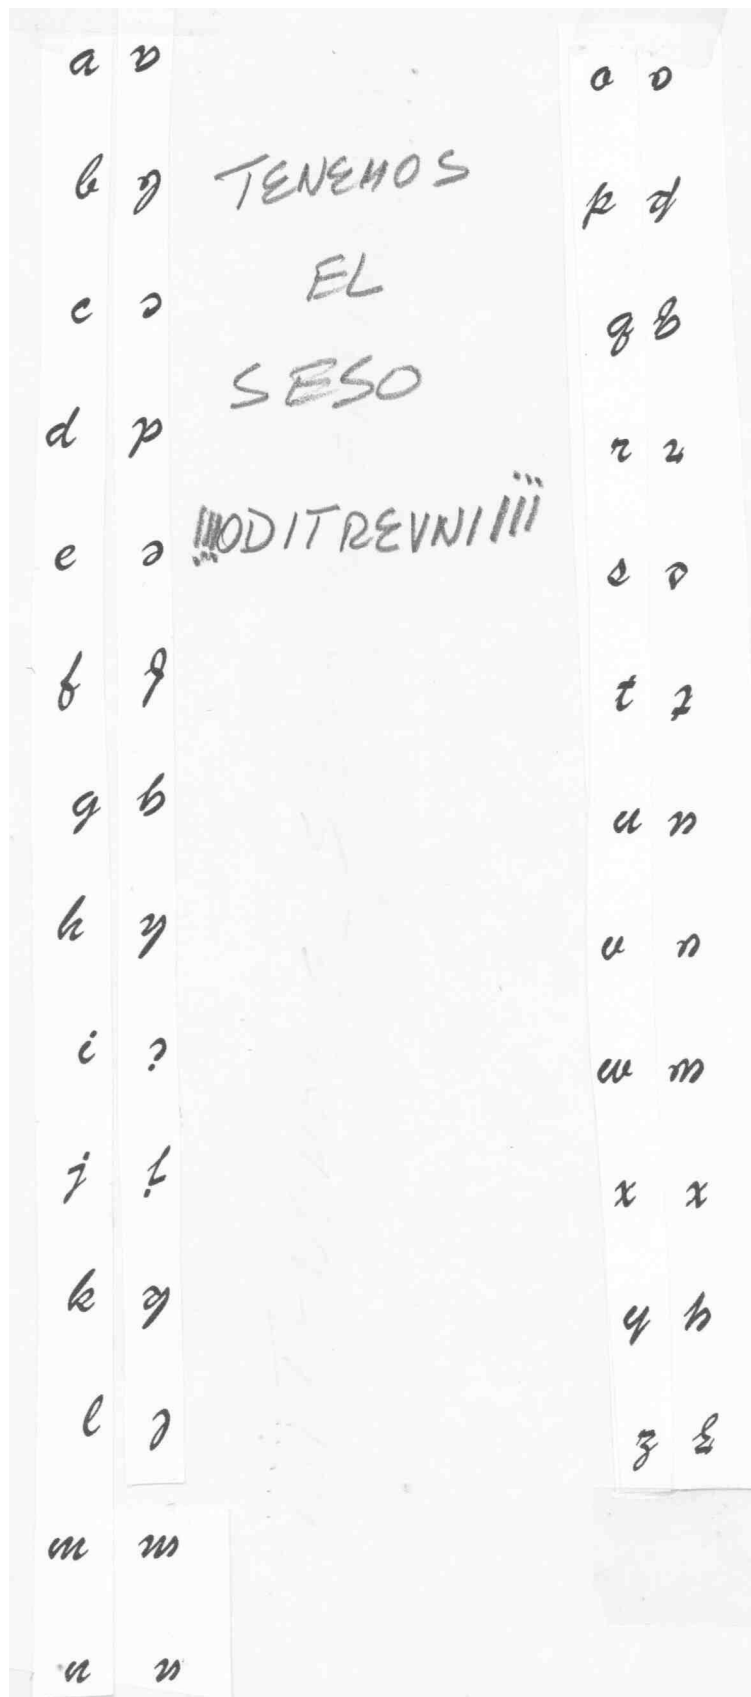 a a
b b
c c
d d
e e
f f
g g
h h
i i
j j
k k
l l
m m
n n
TENEMOS
EL
SESO
!!!ODITREVNI¡¡¡
o o
p p
q q
r r
s s
t t
u u
v v
w w
x x
y y
z z